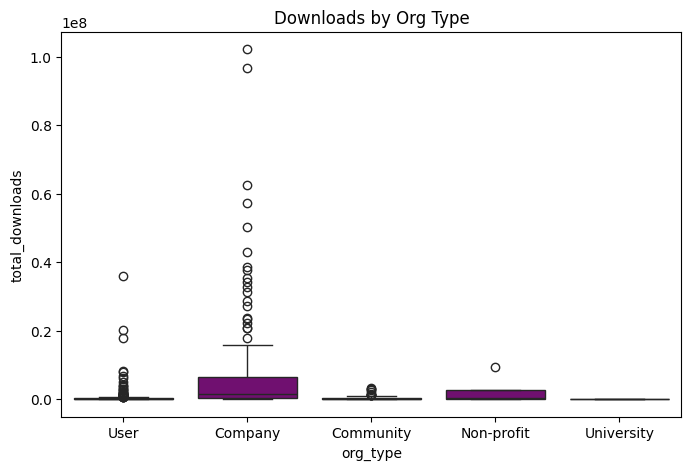 Downloads by Org Type
1e8
1.0
0.8
0.6
0.4
0.2
0.0
total_downloads
User Company Community Non-profit University
org_type